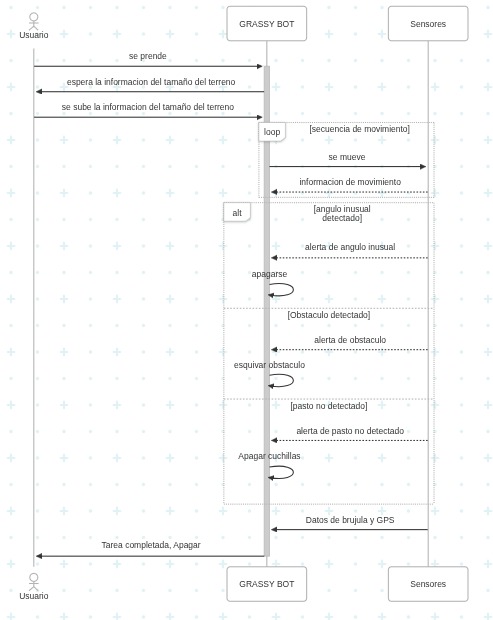 GRASSY BOT
Sensores
Usuario
se prende
espera la informacion del tamaño del terreno
se sube la informacion del tamaño del terreno
loop
[secuencia de movimiento]
se mueve
informacion de movimiento
alt
[angulo inusual
detectado]
alerta de angulo inusual
apagarse
[Obstaculo detectado]
alerta de obstaculo
esquivar obstaculo
[pasto no detectado]
alerta de pasto no detectado
Apagar cuchillas
Datos de brujula y GPS
Tarea completada, Apagar
GRASSY BOT
Sensores
Usuario